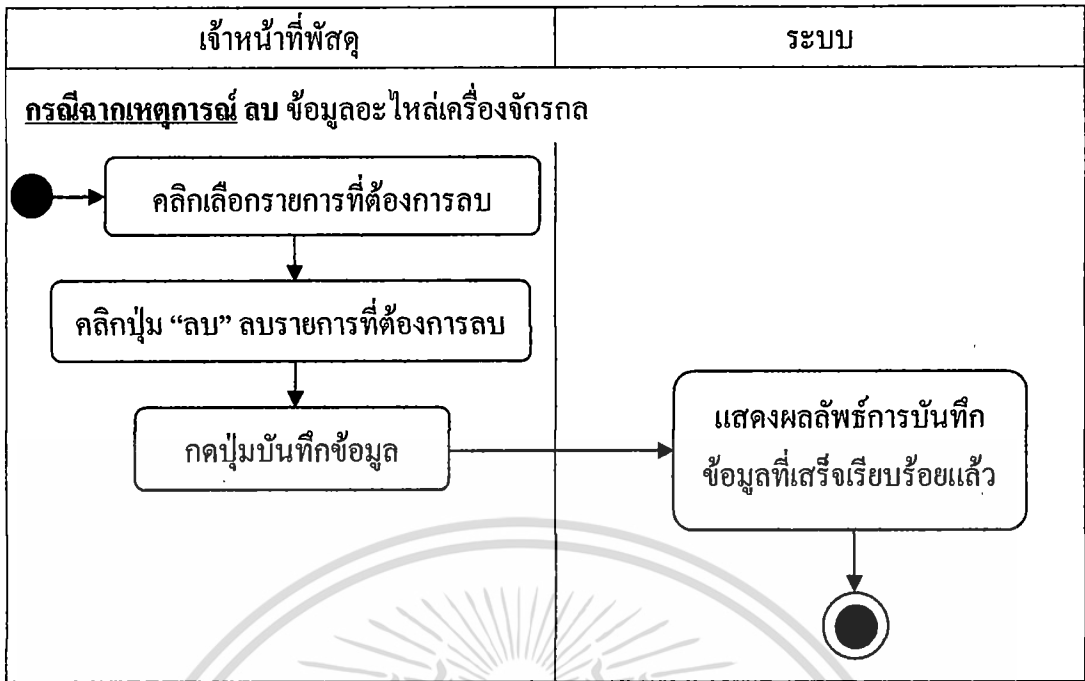 เจ้าหน้าที่พัสดุ
ระบบ
กรณีฉากเหตุการณ์ ลบ ข้อมูลอะไหล่เครื่องจักรกล
คลิกเลือกรายการที่ต้องการลบ
คลิกปุ่ม “ลบ” ลบรายการที่ต้องการลบ
กดปุ่มบันทึกข้อมูล
แสดงผลลัพธ์การบันทึก
ข้อมูลที่เสร็จเรียบร้อยแล้ว